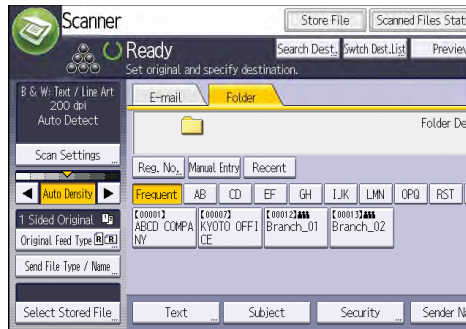 Scanner
Store File
Scanned Files Stat
Ready
Search Dest.
Swtch Dest.List
Preview
Set original and specify destination.
B & W: Text / Line Art
200 dpi
Auto Detect
E-mail
Folder
Folder De
Scan Settings
Reg. No.
Manual Entry
Recent
Auto Density
Frequent
AB
CD
EF
GH
IJK
LMN
OPQ
RST
1 Sided Original
[00001]
ABCD COMPA
NY
[00007]
KYOTO OFFI
CE
[00012]
Branch_01
[00013]
Branch_02
Original Feed Type
Send File Type / Name
Select Stored File
Text
Subject
Security
Sender Na